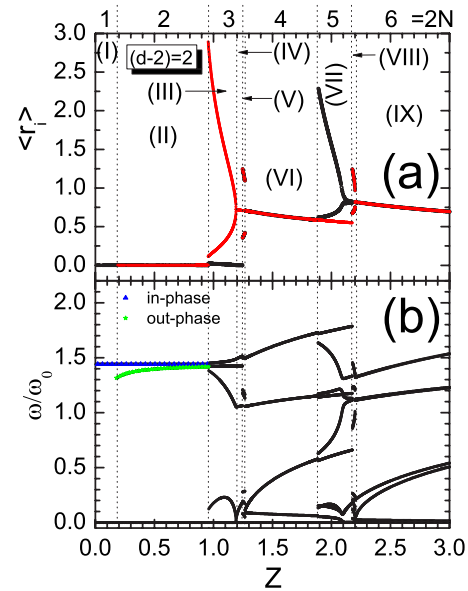 1 2 3 4 5 6 =2N
(I) (d-2)=2 (IV) (VIII)
(III) (V) (VII)
(II) (VI) (IX)
(a)
<r_i>
3.0
2.5
2.0
1.5
1.0
0.5
0.0
(b)
in-phase
out-phase
ω/ω₀
2.0
1.5
1.0
0.5
0.0
0.0 0.5 1.0 1.5 2.0 2.5 3.0
Z